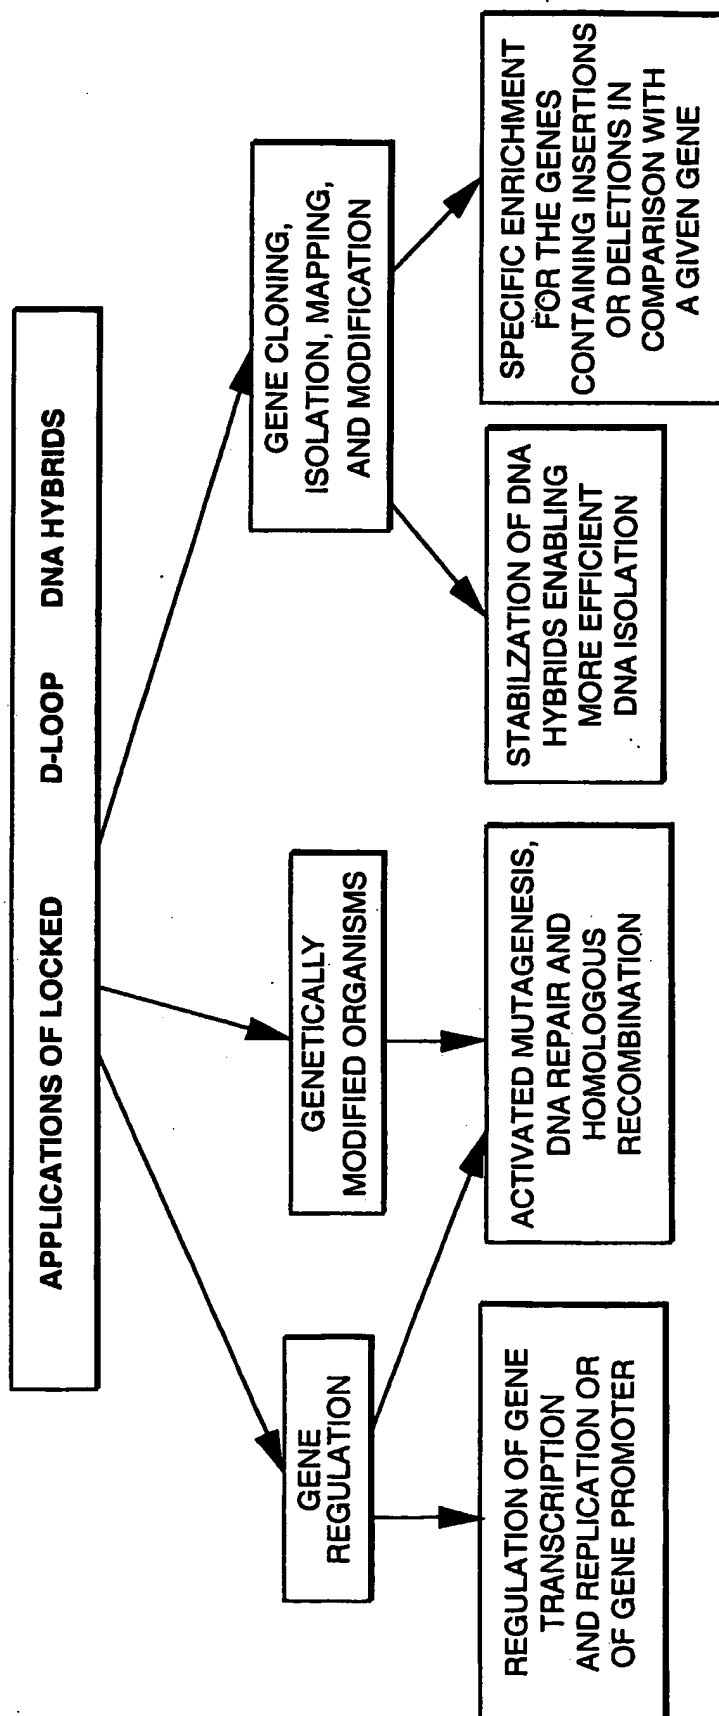 APPLICATIONS OF LOCKED D-LOOP DNA HYBRIDS
GENE
REGULATION
GENETICALLY
MODIFIED ORGANISMS
GENE CLONING,
ISOLATION, MAPPING,
AND MODIFICATION
REGULATION OF GENE
TRANSCRIPTION
AND REPLICATION OR
OF GENE PROMOTER
ACTIVATED MUTAGENESIS,
DNA REPAIR AND
HOMOLOGOUS
RECOMBINATION
STABILZATION OF DNA
HYBRIDS ENABLING
MORE EFFICIENT
DNA ISOLATION
SPECIFIC ENRICHMENT
FOR THE GENES
CONTAINING INSERTIONS
OR DELETIONS IN
COMPARISON WITH
A GIVEN GENE